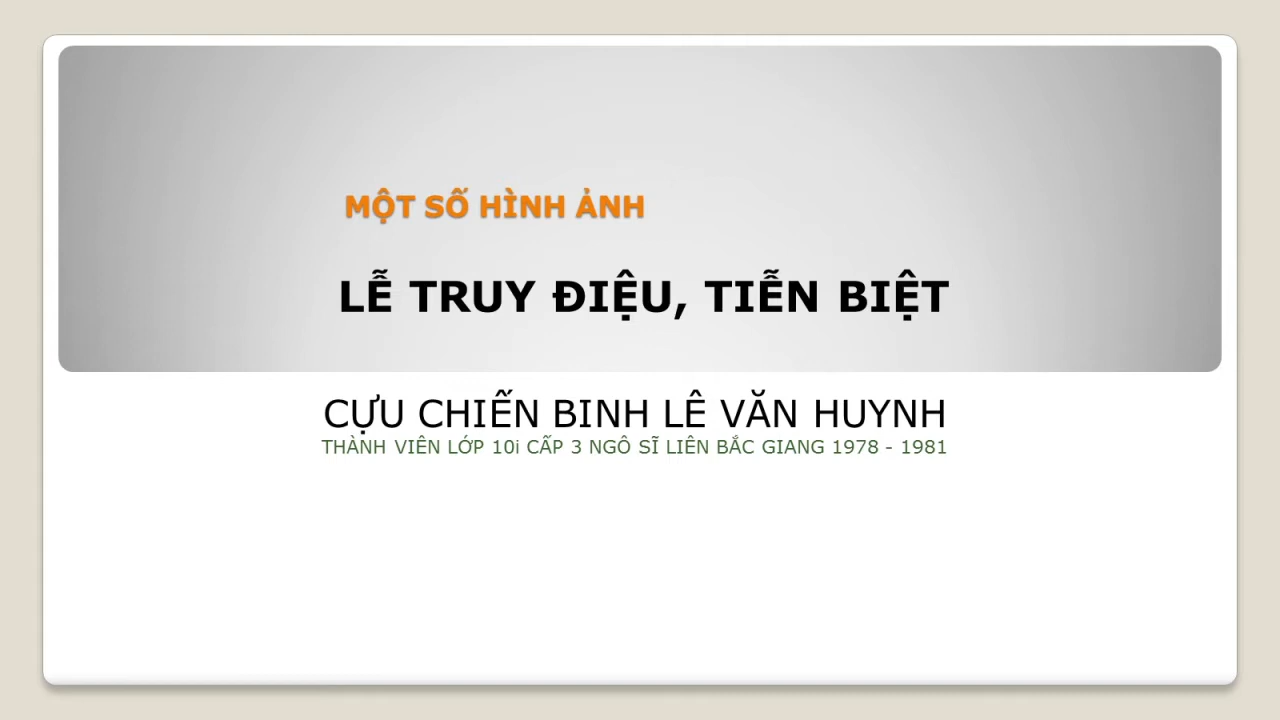 MỘT SỐ HÌNH ẢNH
LỄ TRUY ĐIỆU, TIỄN BIỆT
CỰU CHIẾN BINH LÊ VĂN HUYNH
THÀNH VIÊN LỚP 10i CẤP 3 NGÔ SĨ LIÊN BẮC GIANG 1978 - 1981